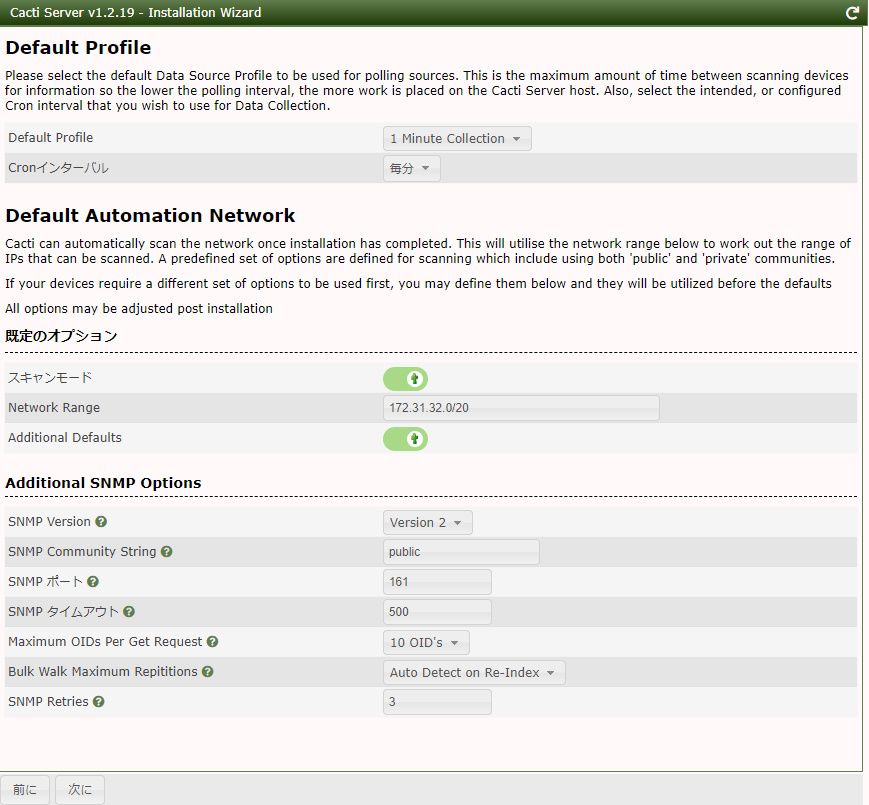 Cacti Server v1.2.19 - Installation Wizard
Default Profile
Please select the default Data Source Profile to be used for polling sources. This is the maximum amount of time between scanning devices
for information so the lower the polling interval, the more work is placed on the Cacti Server host. Also, select the intended, or configured
Cron interval that you wish to use for Data Collection.
Default Profile 1 Minute Collection
Cronインターバル 毎分
Default Automation Network
Cacti can automatically scan the network once installation has completed. This will utilise the network range below to work out the range of
IPs that can be scanned. A predefined set of options are defined for scanning which include using both 'public' and 'private' communities.
If your devices require a different set of options to be used first, you may define them below and they will be utilized before the defaults
All options may be adjusted post installation
既定のオプション
スキャンモード
Network Range 172.31.32.0/20
Additional Defaults
Additional SNMP Options
SNMP Version Version 2
SNMP Community String public
SNMP ポート 161
SNMP タイムアウト 500
Maximum OIDs Per Get Request 10 OID's
Bulk Walk Maximum Repititions Auto Detect on Re-Index
SNMP Retries 3
前に 次に